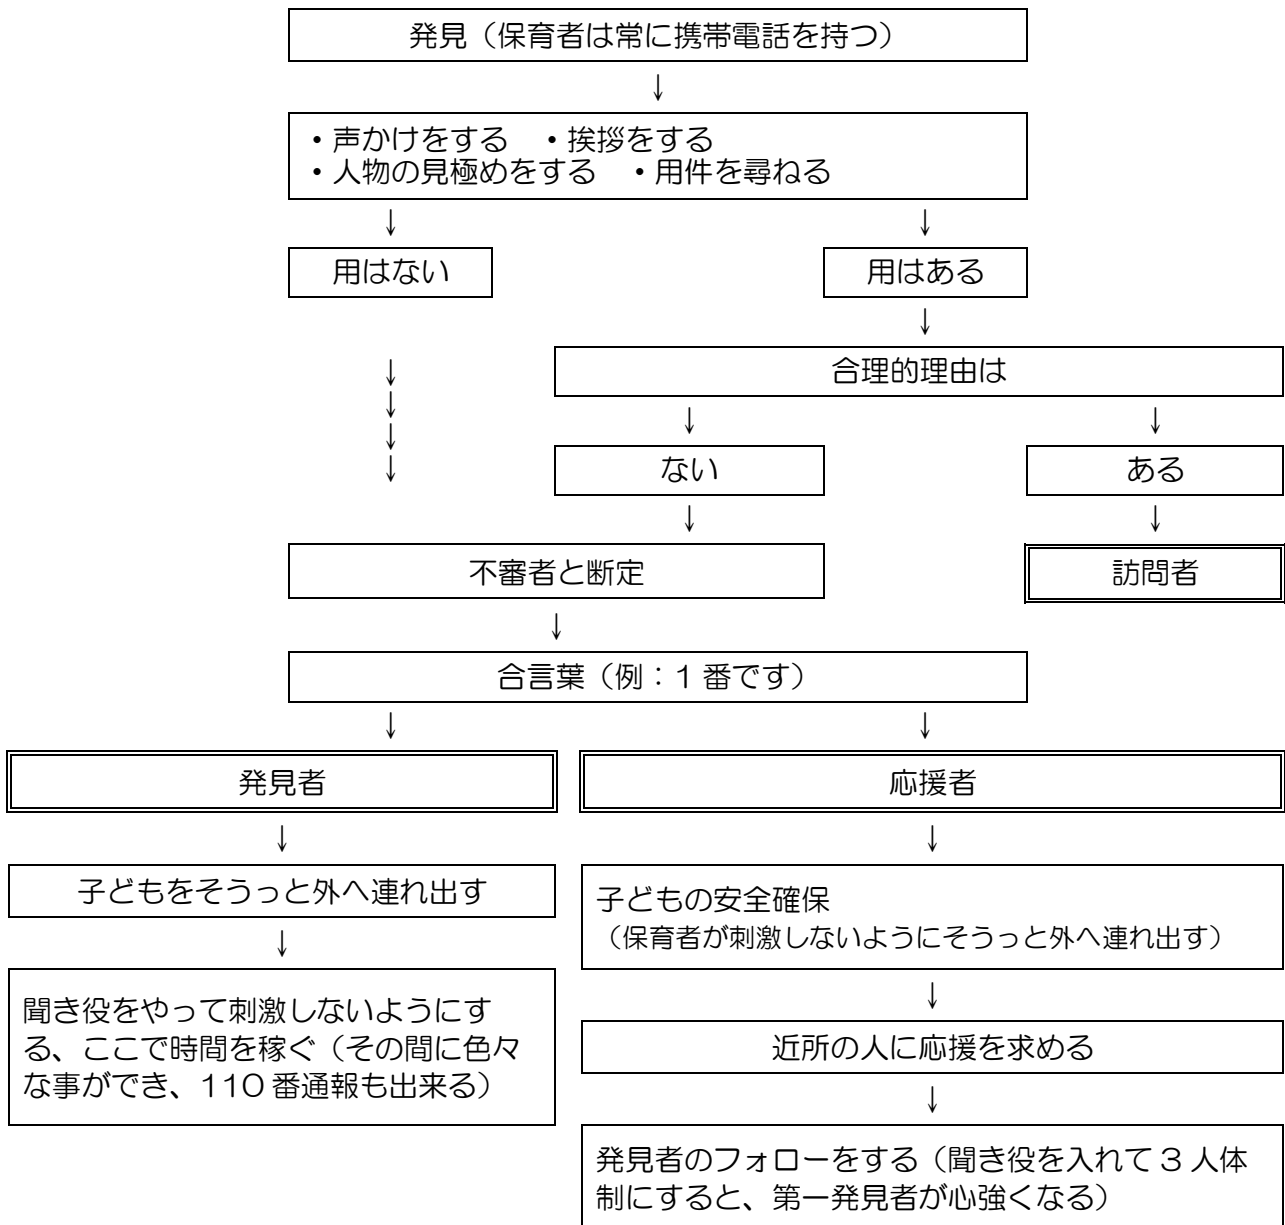 発見（保育者は常に携帯電話を持つ）
↓
・声かけをする　・挨拶をする
・人物の見極めをする　・用件を尋ねる
↓　↓
用はない　用はある
↓
合理的理由は
↓
↓
↓
↓
↓　↓
ない　ある
↓　↓
不審者と断定　訪問者
↓
合言葉（例：1 番です）
↓　↓
発見者　応援者
↓　↓
子どもをそうっと外へ連れ出す
↓
聞き役をやって刺激しないようにす
る、ここで時間を稼ぐ（その間に色々
な事ができ、110 番通報も出来る）
子どもの安全確保
（保育者が刺激しないようにそうっと外へ連れ出す）
↓
近所の人に応援を求める
↓
発見者のフォローをする（聞き役を入れて 3 人体
制にすると、第一発見者が心強くなる）